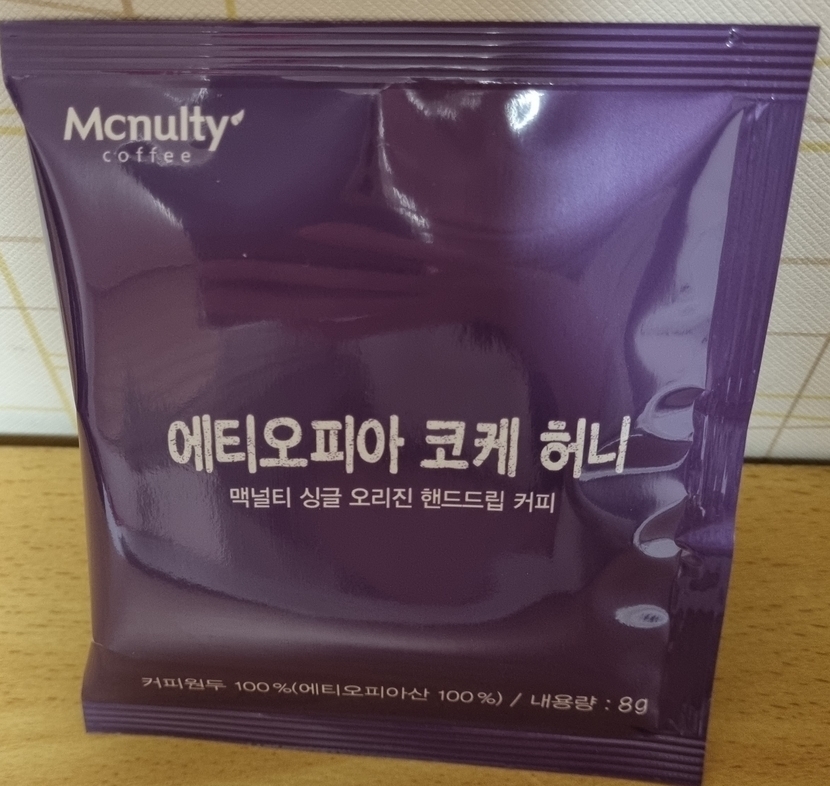 Mcnulty
coffee
에티오피아 코케 허니
맥널티 싱글 오리진 핸드드립 커피
커피원두 100%(에티오피아산 100%) / 내용량 : 8g